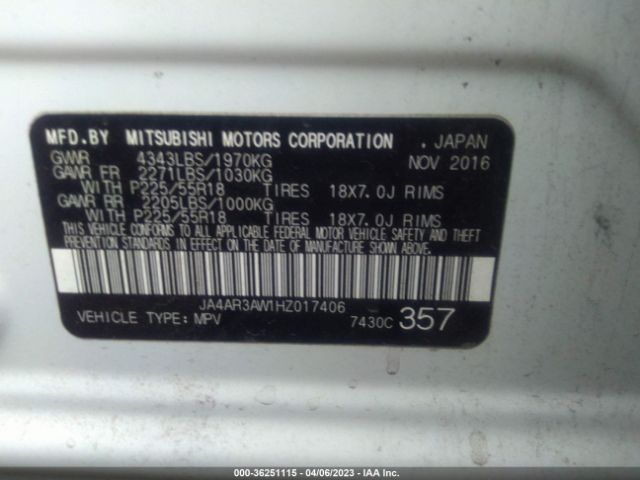 MFD.BY MITSUBISHI MOTORS CORPORATION . JAPAN
GVWR 4343LBS/1970KG NOV 2016
GAWR FR 2271LBS/1030KG
WITH P225/55R18 TIRES 18X7.0J RIMS
GAWR RR 2205LBS/1000KG
WITH P225/55R18 TIRES 18X7.0J RIMS
THIS VEHICLE CONFORMS TO ALL APPLICABLE FEDERAL MOTOR VEHICLE SAFETY AND THEFT
PREVENTION STANDARDS IN EFFECT ON THE DATE OF MANUFACTURE SHOWN ABOVE.
JA4AR3AW1HZ017406
VEHICLE TYPE: MPV 7430C 357
000-36251115 - 04/06/2023 - IAA Inc.